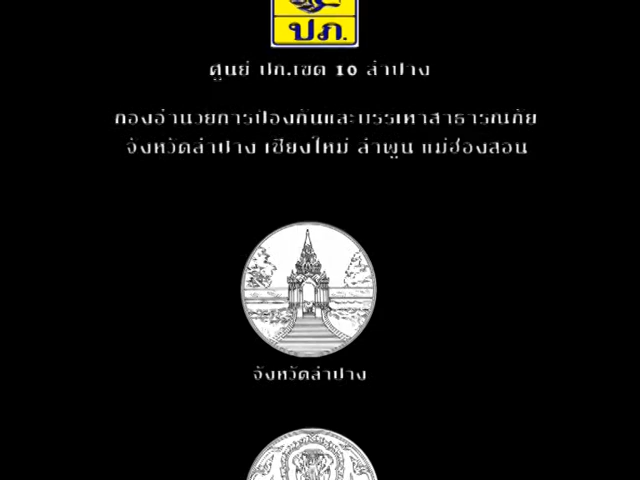 ปภ.
ศูนย์ ปภ.เขต 10 ลำปาง
กองอำนวยการป้องกันและบรรเทาสาธารณภัย
จังหวัดลำปาง เชียงใหม่ ลำพูน แม่ฮ่องสอน
จังหวัดลำปาง